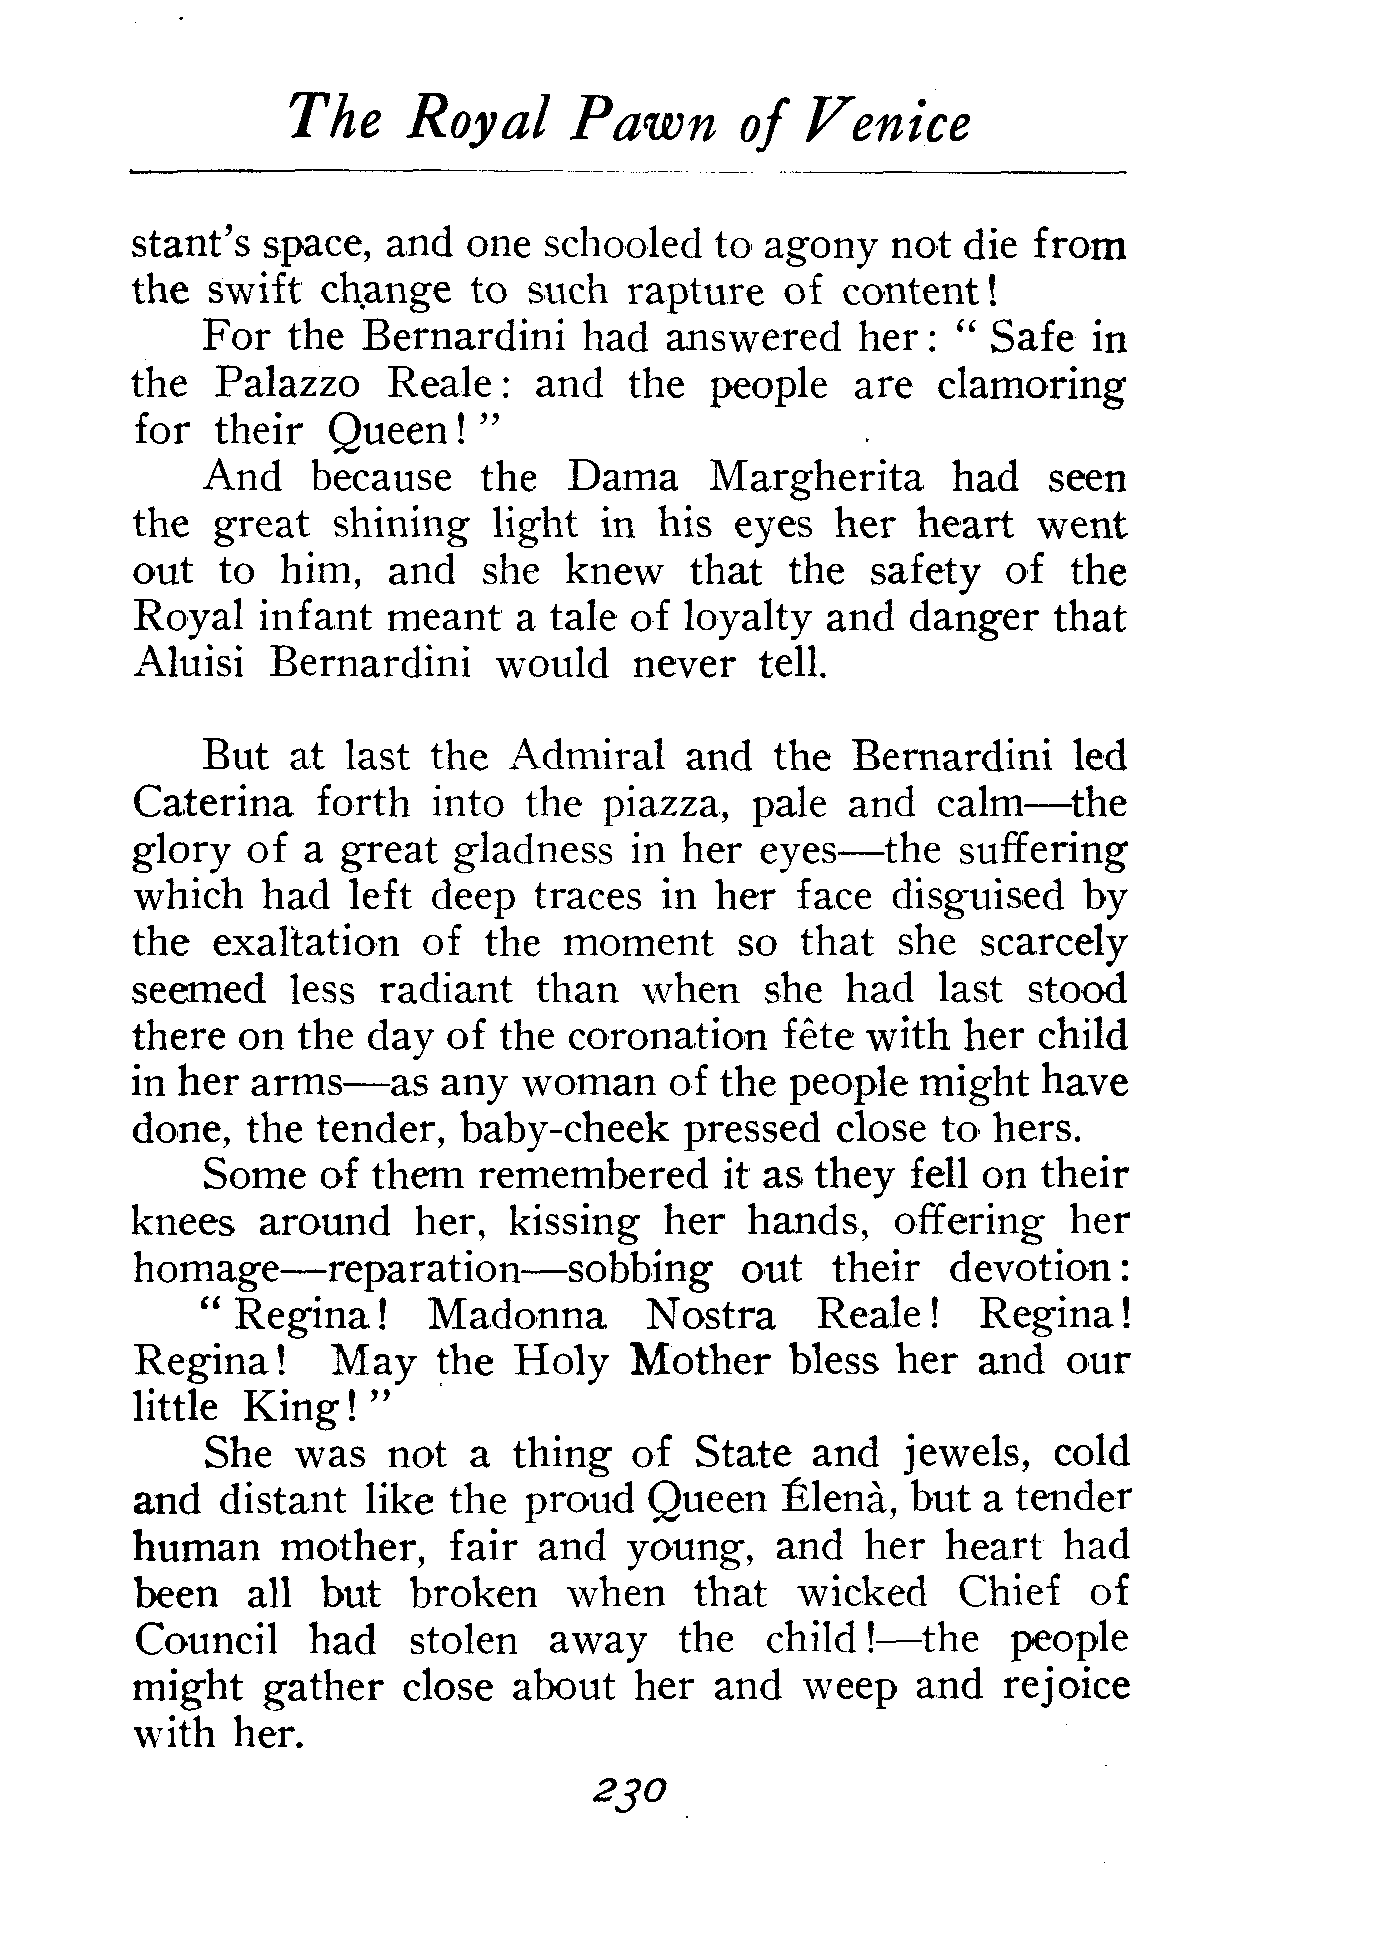 The Royal Pawn of Venice
stant's space, and one schooled to agony not die from
the swift change to such rapture of content!
For the Bernardini had answered her: " Safe in
the Palazzo Reale: and the people are clamoring
for their Queen! "
And because the Dama Margherita had seen
the great shining light in his eyes her heart went
out to him, and she knew that the safety of the
Royal infant meant a tale of loyalty and danger that
Aluisi Bernardini would never tell.
But at last the Admiral and the Bernardini led
Caterina forth into the piazza, pale and calm—the
glory of a great gladness in her eyes—the suffering
which had left deep traces in her face disguised by
the exaltation of the moment so that she scarcely
seemed less radiant than when she had last stood
there on the day of the coronation fête with her child
in her arms—as any woman of the people might have
done, the tender, baby-cheek pressed close to hers.
Some of them remembered it as they fell on their
knees around her, kissing her hands, offering her
homage—reparation—sobbing out their devotion:
" Regina! Madonna Nostra Reale! Regina!
Regina! May the Holy Mother bless her and our
little King! "
She was not a thing of State and jewels, cold
and distant like the proud Queen Élenà, but a tender
human mother, fair and young, and her heart had
been all but broken when that wicked Chief of
Council had stolen away the child!—the people
might gather close about her and weep and rejoice
with her.
230